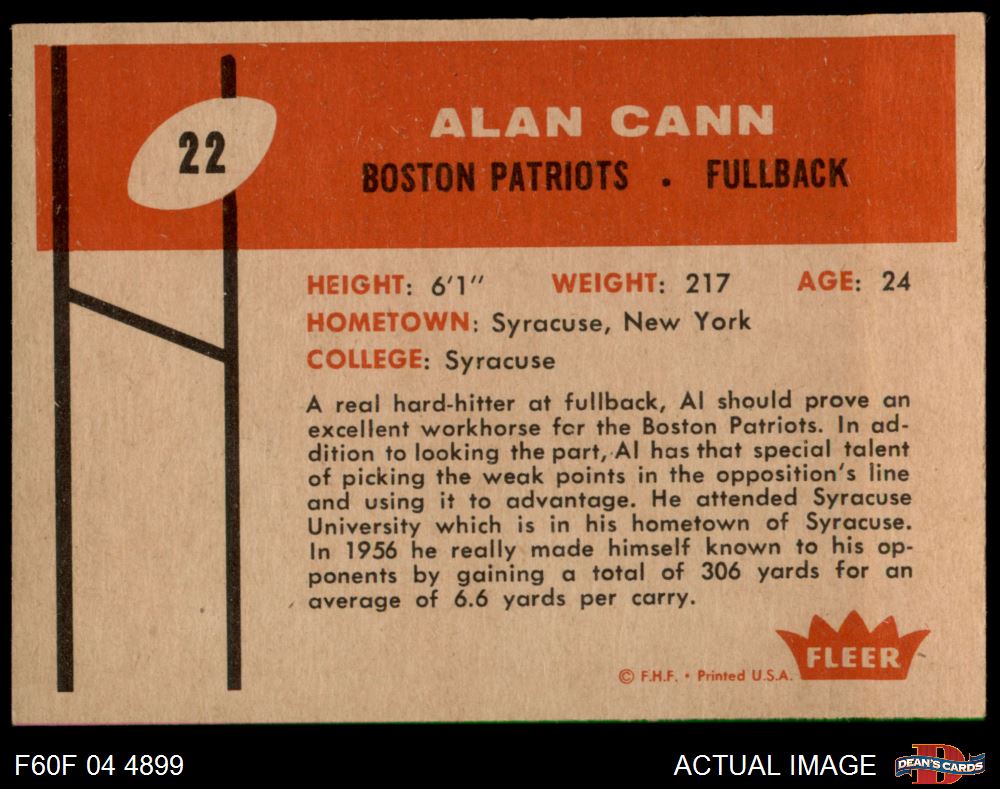 22
ALAN CANN
BOSTON PATRIOTS . FULLBACK
HEIGHT: 6'1" WEIGHT: 217 AGE: 24
HOMETOWN: Syracuse, New York
COLLEGE: Syracuse
A real hard-hitter at fullback, Al should prove an
excellent workhorse for the Boston Patriots. In ad-
dition to looking the part, Al has that special talent
of picking the weak points in the opposition's line
and using it to advantage. He attended Syracuse
University which is in his hometown of Syracuse.
In 1956 he really made himself known to his op-
ponents by gaining a total of 306 yards for an
average of 6.6 yards per carry.
FLEER
© F.H.F. • Printed U.S.A.
F60F 04 4899
ACTUAL IMAGE
DEAN'S CARDS